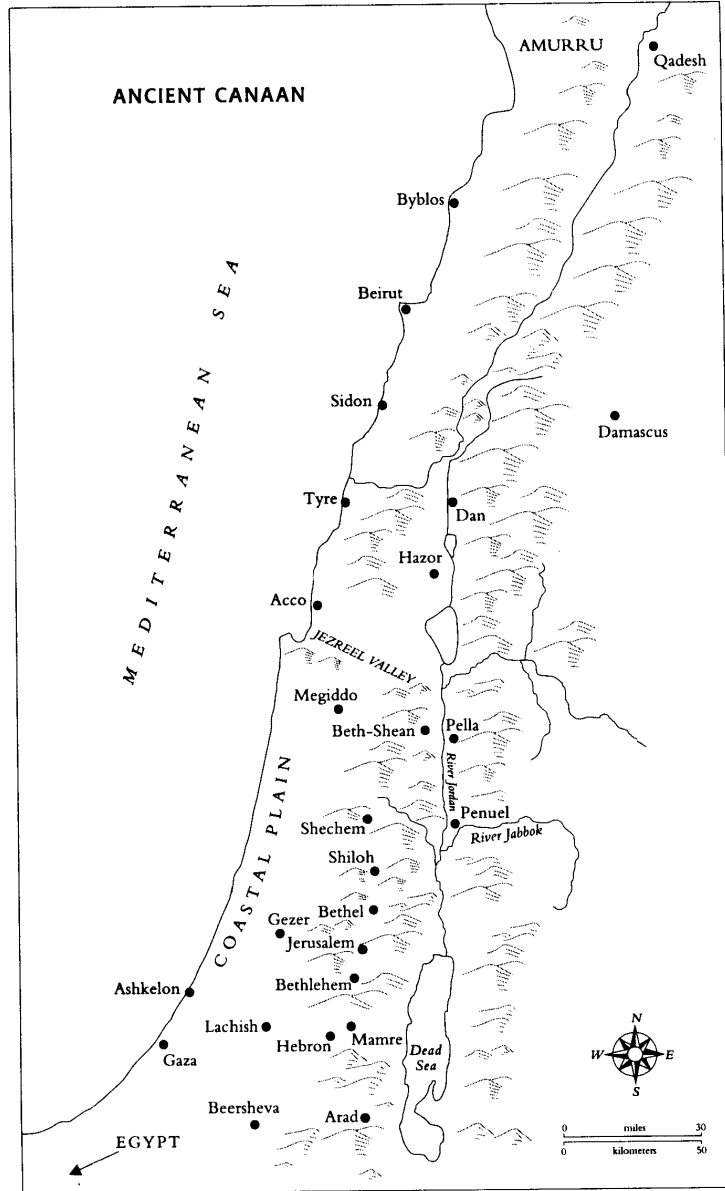 AMURRU
Qadesh
ANCIENT CANAAN
Byblos
MEDITERRANEAN SEA
Beirut
Sidon
Damascus
Tyre
Dan
Hazor
Acco
JEZREEL VALLEY
Megiddo
Beth-Shean
Pella
River Jordan
COASTAL PLAIN
Shechem
Penuel
River Jabbok
Shiloh
Bethel
Gezer
Jerusalem
Bethlehem
Ashkelon
Lachish
Hebron
Mamre
Dead
Sea
Gaza
N
W
E
S
Beersheva
Arad
0 miles 30
0 kilometers 50
EGYPT